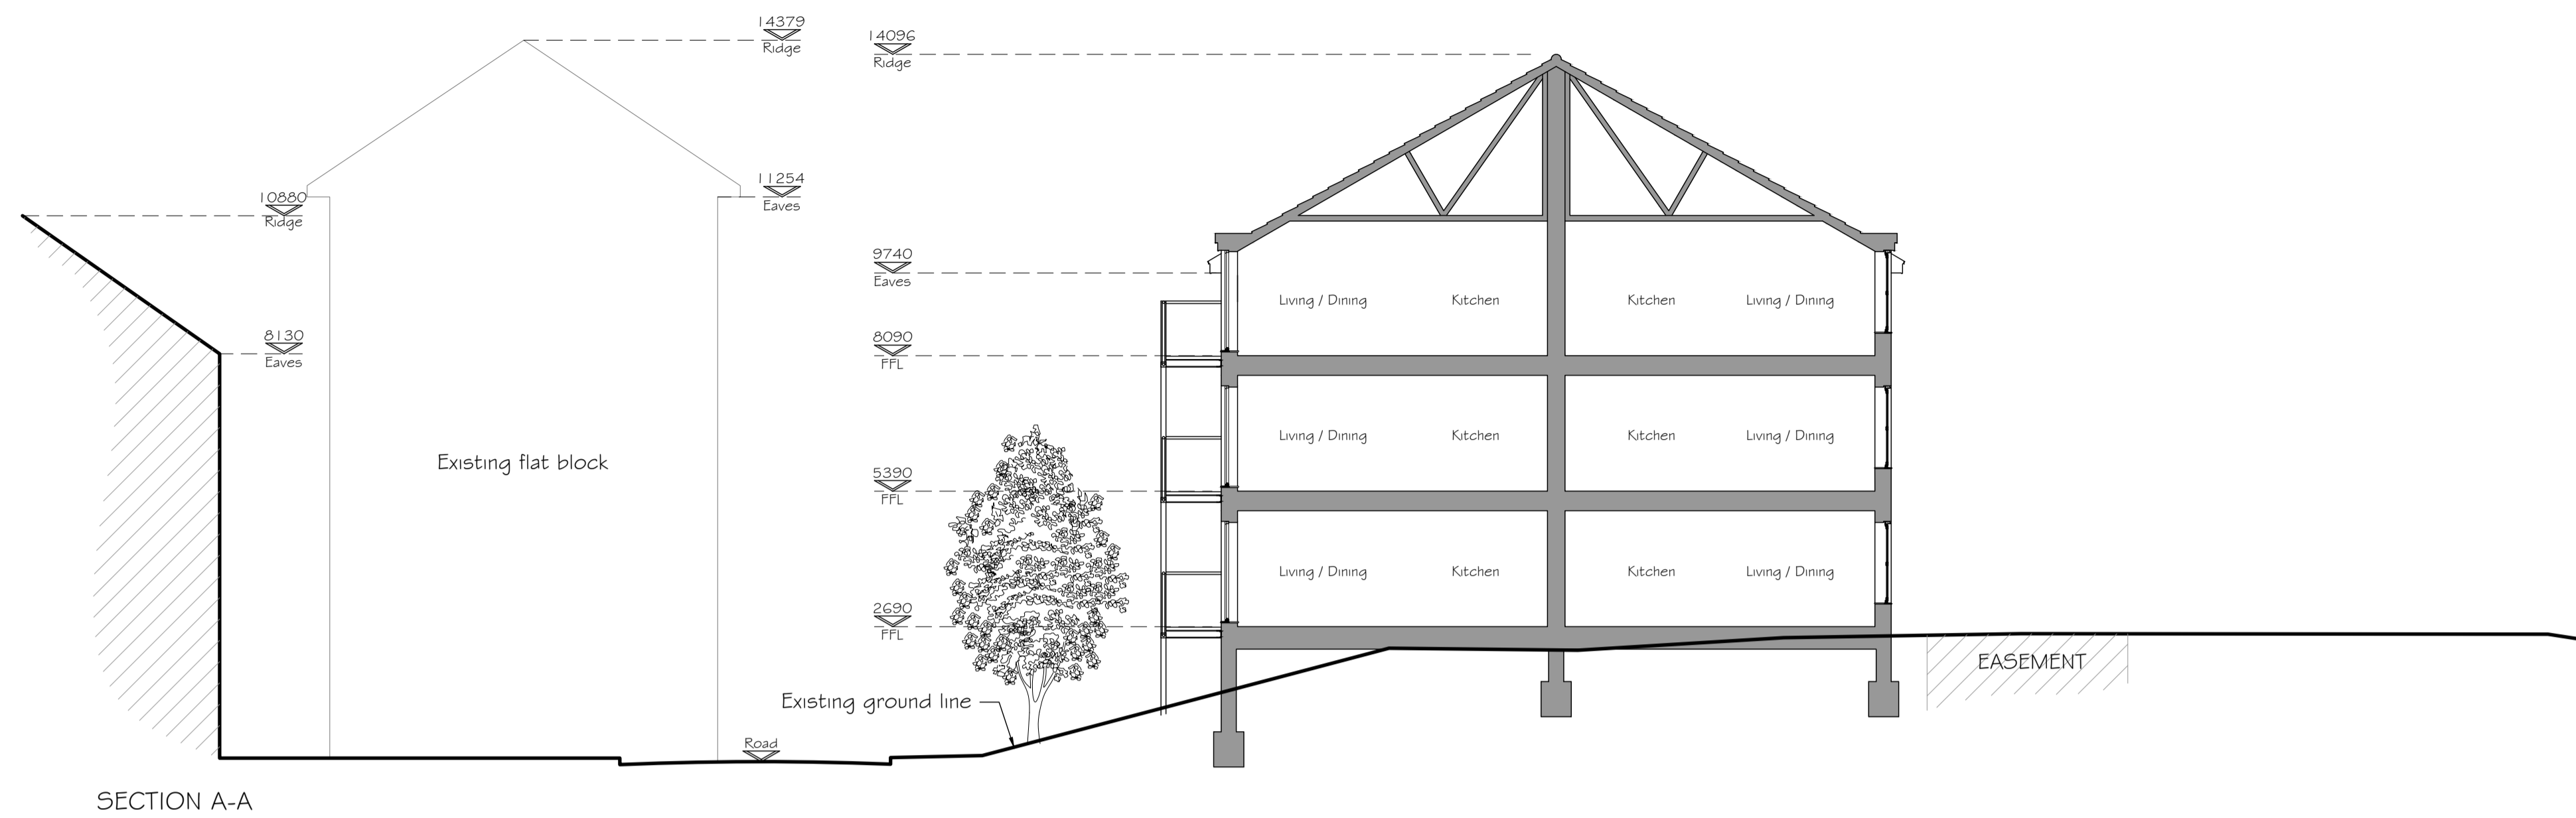 14379
Ridge
14096
Ridge
10880
Ridge
11254
Eaves
9740
Eaves
8130
Eaves
8090
FFL
Living / Dining
Kitchen
Kitchen
Living / Dining
Existing flat block
5390
FFL
Living / Dining
Kitchen
Kitchen
Living / Dining
2690
FFL
Living / Dining
Kitchen
Kitchen
Living / Dining
EASEMENT
Existing ground line
Road
SECTION A-A